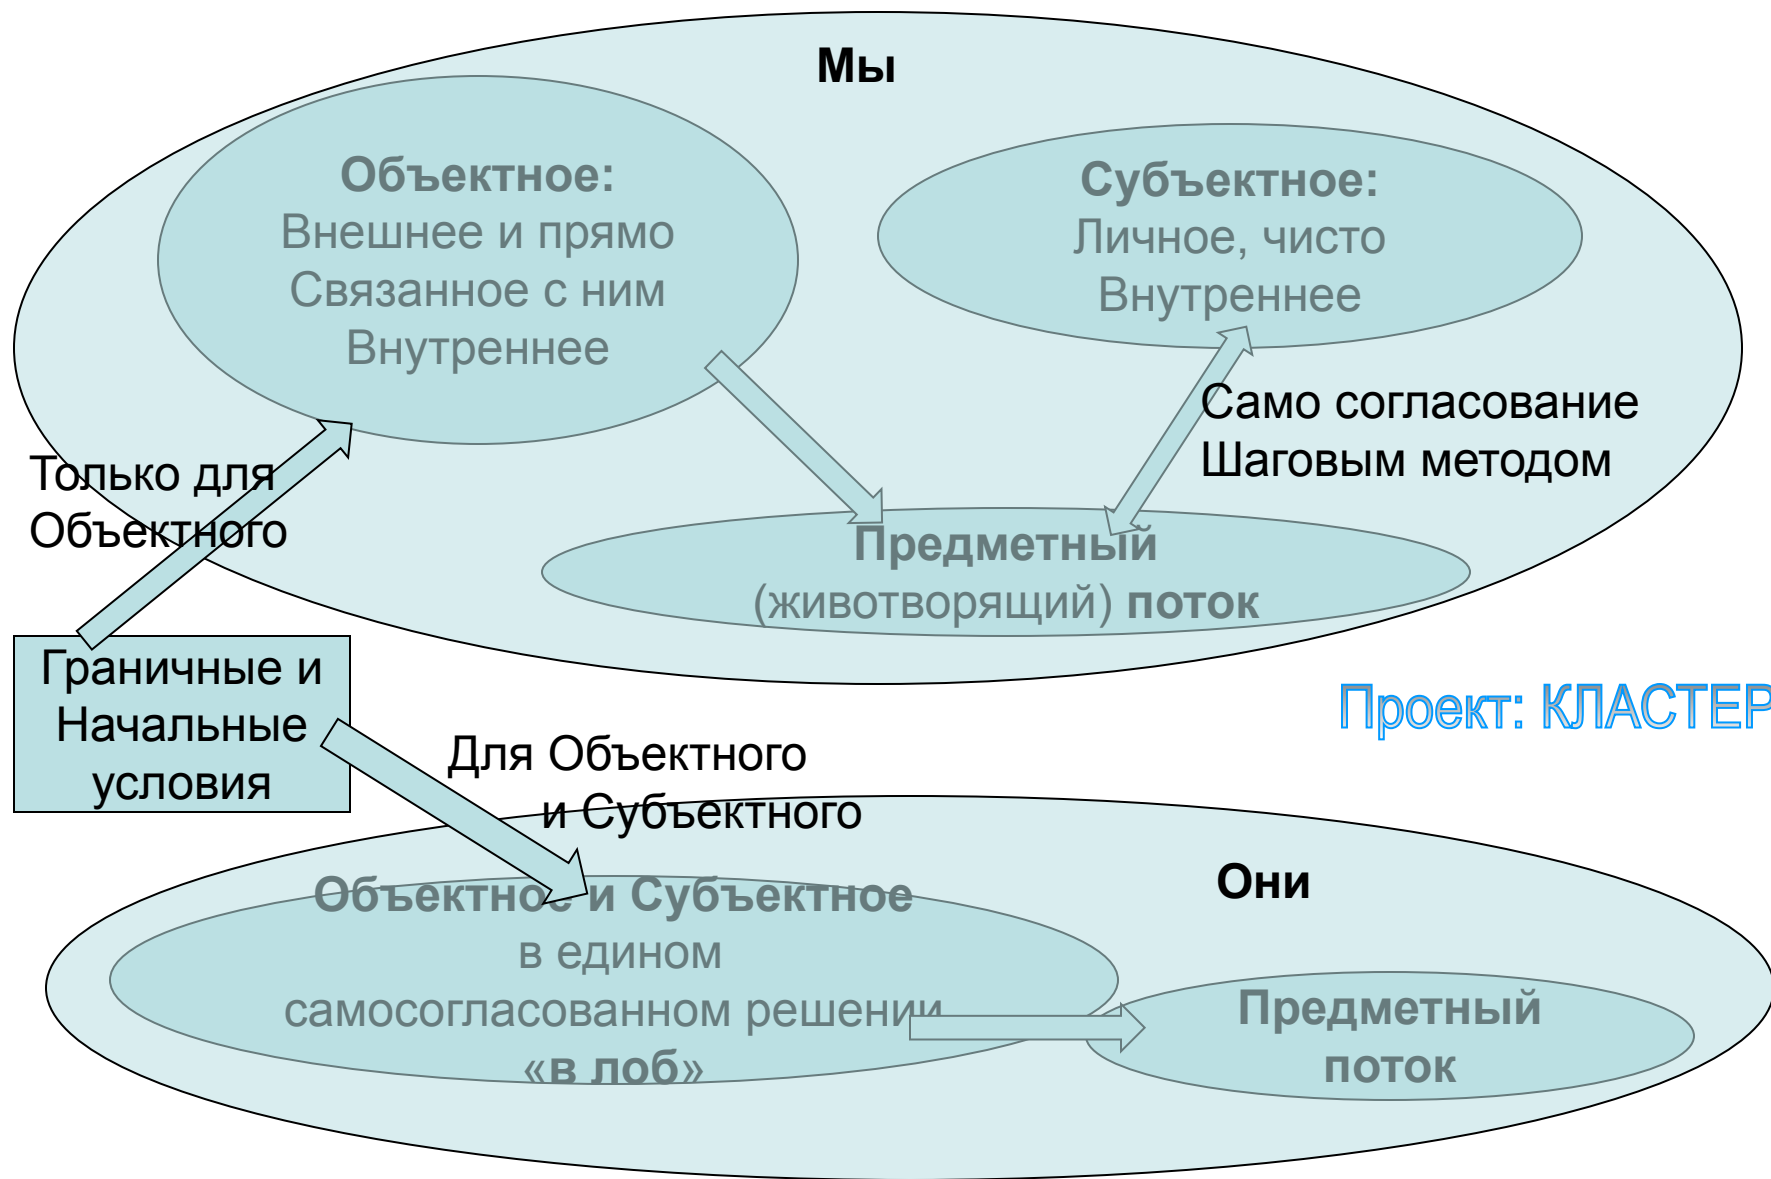 Мы
Объектное:
Внешнее и прямо
Связанное с ним
Внутреннее
Субъектное:
Личное, чисто
Внутреннее
Само согласование
Шаговым методом
Только для
Объектного
Предметный
(животворящий) поток
Граничные и
Начальные
условия
Проект: КЛАСТЕР
Для Объектного
и Субъектного
Они
Объектное и Субъектное
в едином
самосогласованном решении
«в лоб»
Предметный
поток